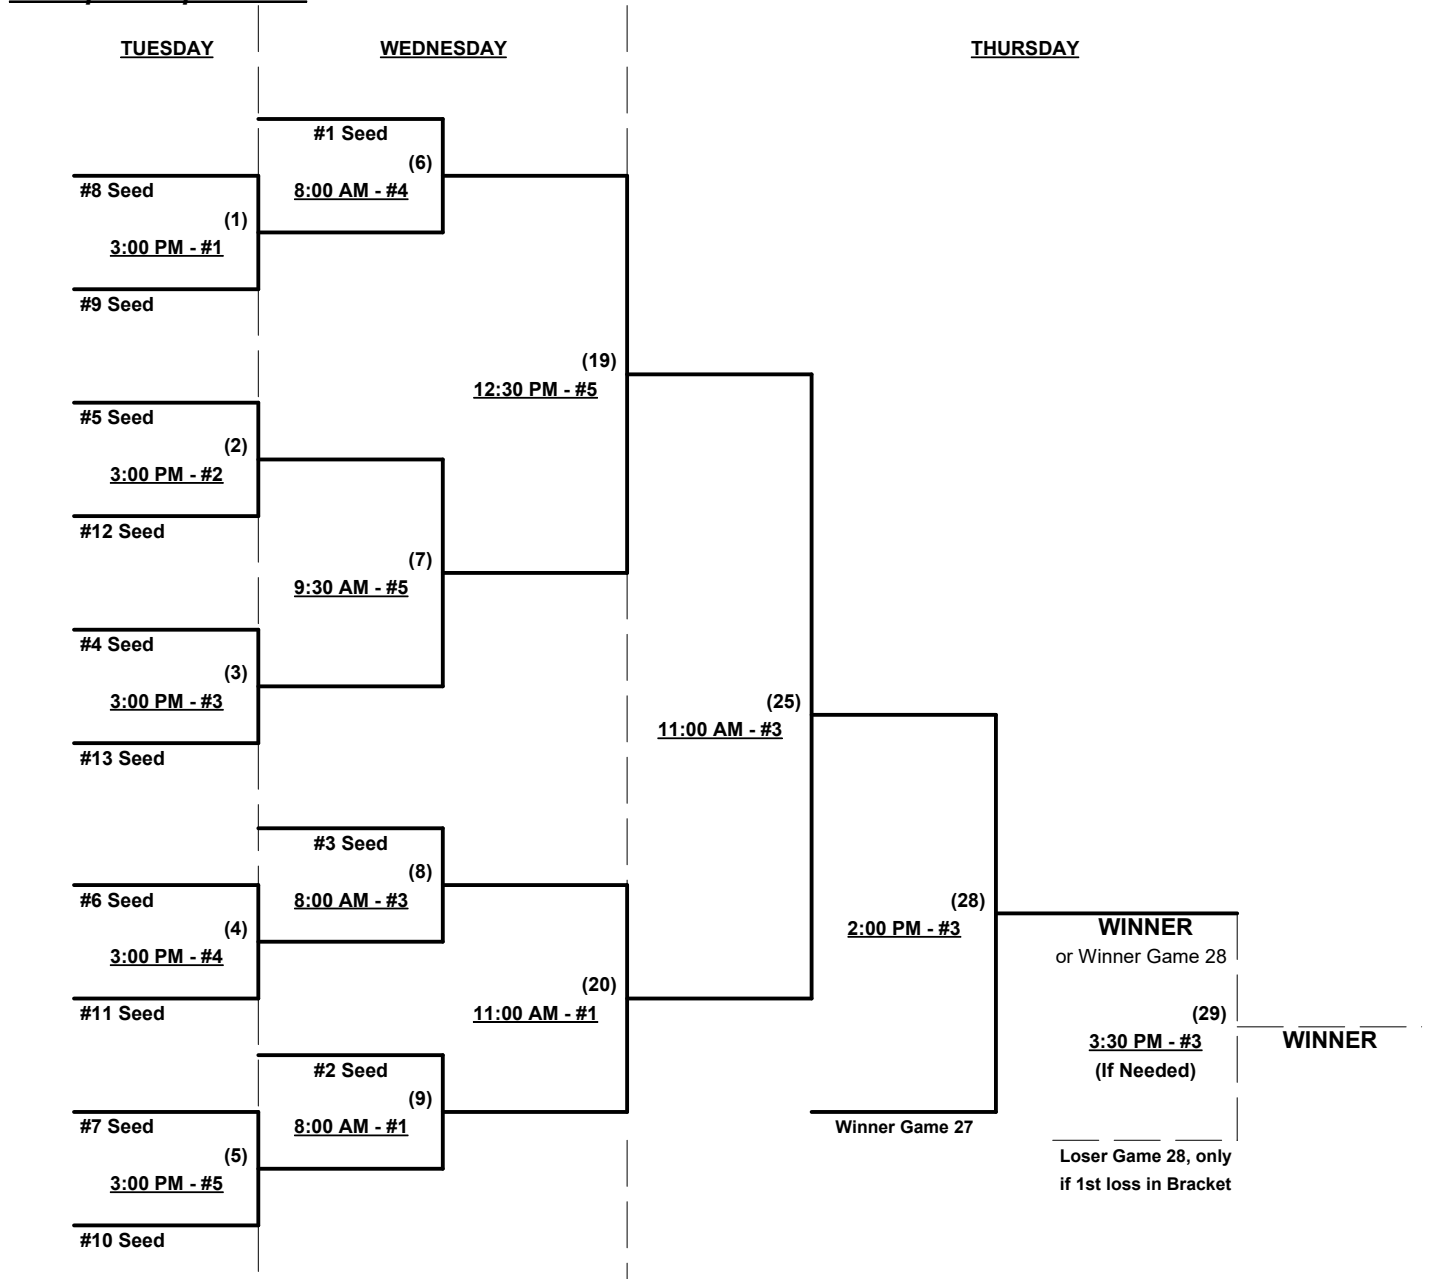 TUESDAY
WEDNESDAY
THURSDAY
#1 Seed
(6)
8:00 AM - #4
#8 Seed
(1)
3:00 PM - #1
#9 Seed
(19)
12:30 PM - #5
#5 Seed
(2)
3:00 PM - #2
#12 Seed
(7)
9:30 AM - #5
#4 Seed
(3)
3:00 PM - #3
#13 Seed
(25)
11:00 AM - #3
#3 Seed
(8)
8:00 AM - #3
#6 Seed
(4)
3:00 PM - #4
#11 Seed
(28)
2:00 PM - #3
WINNER
or Winner Game 28
(20)
11:00 AM - #1
(29)
3:30 PM - #3
(If Needed)
WINNER
#2 Seed
(9)
8:00 AM - #1
#7 Seed
(5)
3:00 PM - #5
#10 Seed
Winner Game 27
Loser Game 28, only
if 1st loss in Bracket